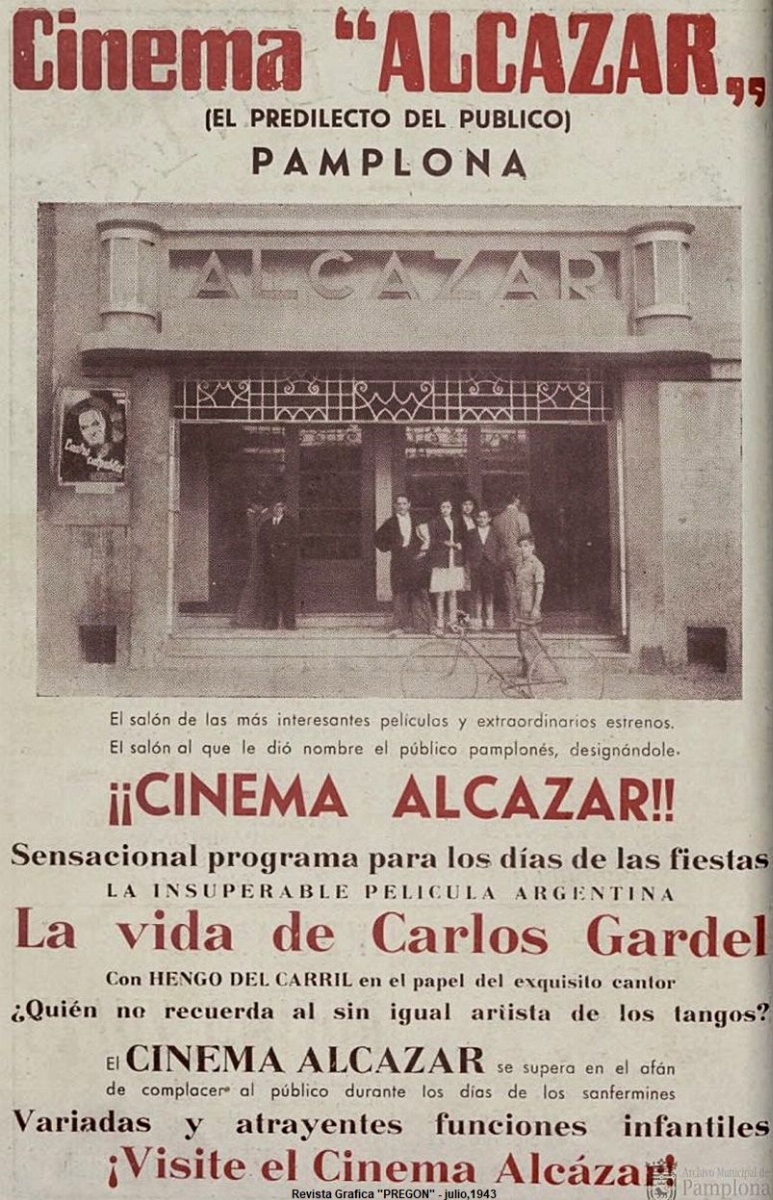 Cinema “ALCAZAR„
(EL PREDILECTO DEL PUBLICO)
PAMPLONA
ALCAZAR
El salón de las más interesantes películas y extraordinarios estrenos.
El salón al que le dió nombre el público pamplonés, designándole.
¡¡CINEMA ALCAZAR!!
Sensacional programa para los días de las fiestas
LA INSUPERABLE PELICULA ARGENTINA
La vida de Carlos Gardel
Con HENGO DEL CARRIL en el papel del exquisito cantor
¿Quién no recuerda al sin igual artista de los tangos?
El CINEMA ALCAZAR se supera en el afán
de complacer al público durante los días de los sanfermines
Variadas y atrayentes funciones infantiles
¡Visite el Cinema Alcázar!
Archivo Municipal de
Pamplona
Revista Grafica "PREGON" - julio,1943